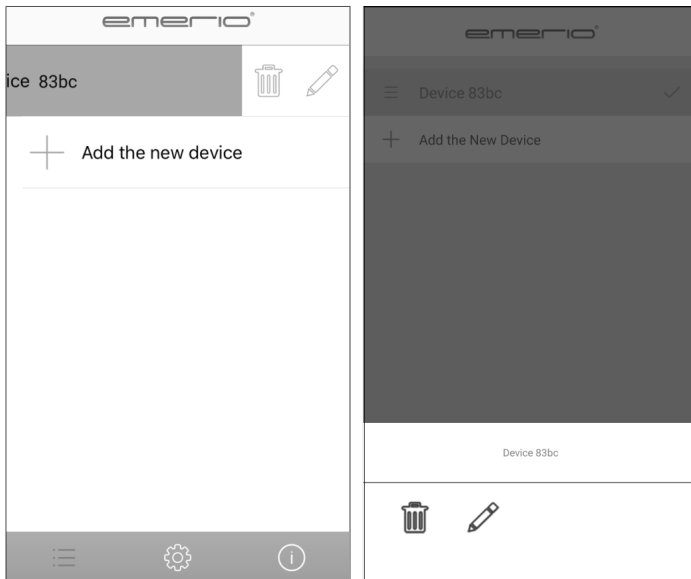 emerio®
ice 83bc
Add the new device
emerio®
Device 83bc
Add the New Device
Device 83bc